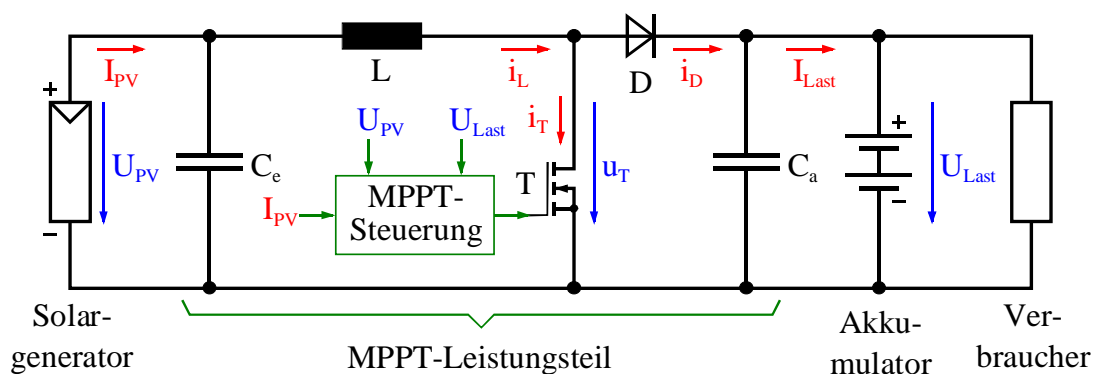 I_PV
L
i_L
D
i_D
I_Last
+
U_PV
U_Last
i_T
+
U_PV
C_e
T
u_T
C_a
U_Last
MPPT-
Steuerung
I_PV
−
−
Solar-
generator
MPPT-Leistungsteil
Akku-
mulator
Ver-
braucher